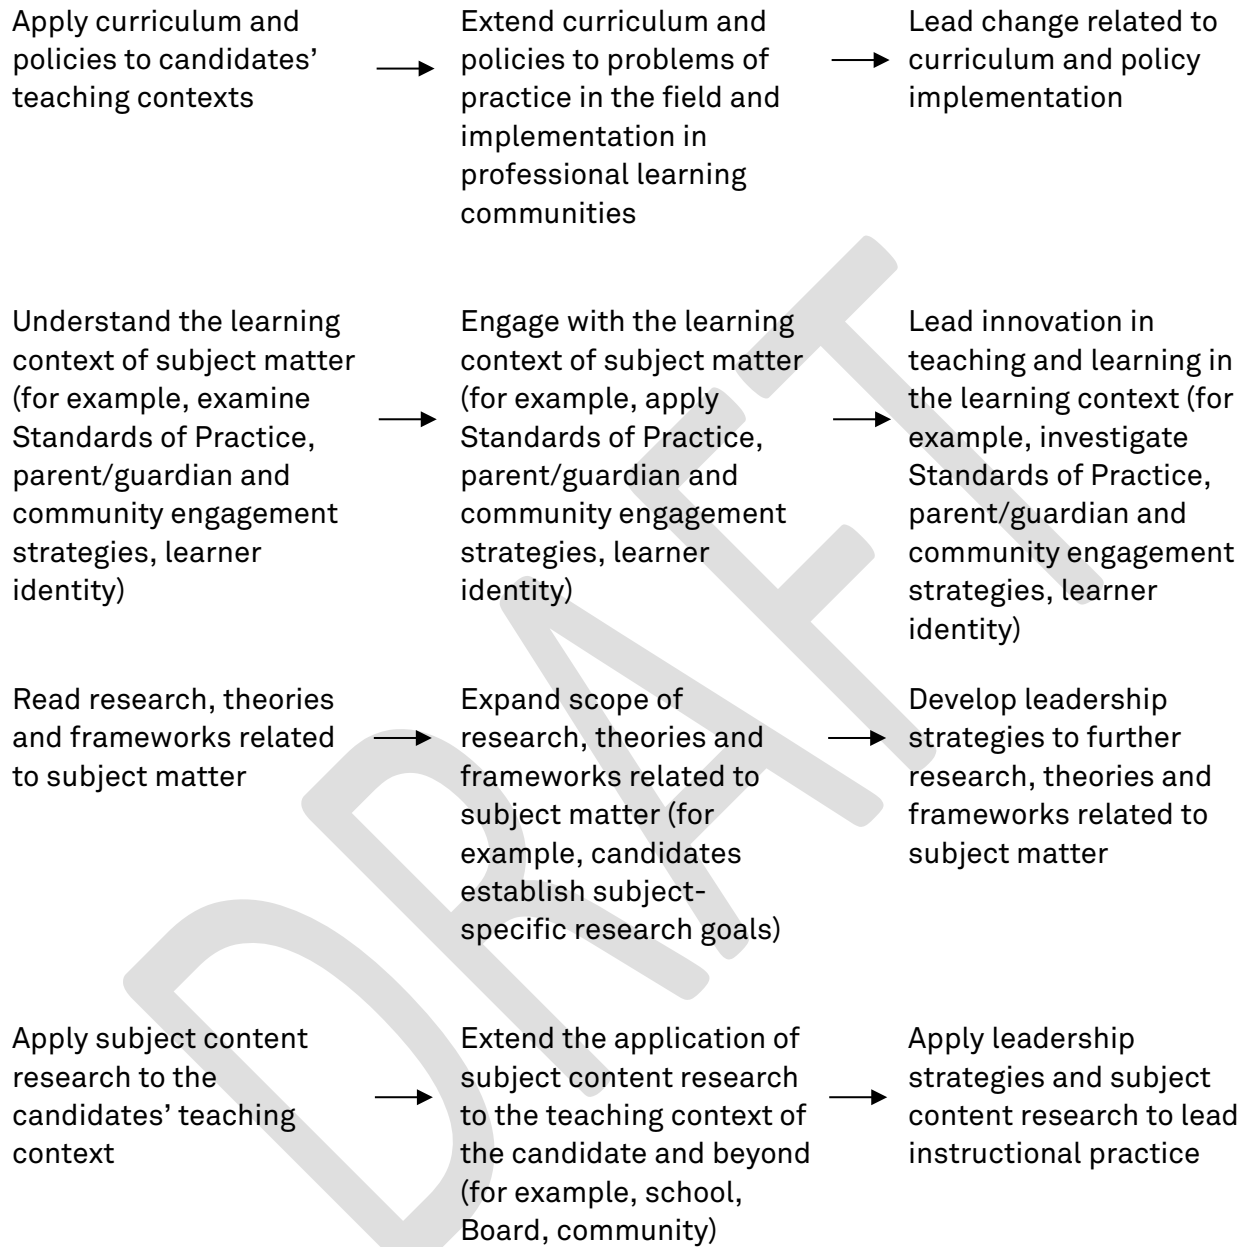 Apply curriculum and
policies to candidates’
teaching contexts
Extend curriculum and
policies to problems of
practice in the field and
implementation in
professional learning
communities
Lead change related to
curriculum and policy
implementation
Understand the learning
context of subject matter
(for example, examine
Standards of Practice,
parent/guardian and
community engagement
strategies, learner
identity)
Engage with the learning
context of subject matter
(for example, apply
Standards of Practice,
parent/guardian and
community engagement
strategies, learner
identity)
Lead innovation in
teaching and learning in
the learning context (for
example, investigate
Standards of Practice,
parent/guardian and
community engagement
strategies, learner
identity)
Read research, theories
and frameworks related
to subject matter
Expand scope of
research, theories and
frameworks related to
subject matter (for
example, candidates
establish subject-
specific research goals)
Develop leadership
strategies to further
research, theories and
frameworks related to
subject matter
Apply subject content
research to the
candidates’ teaching
context
Extend the application of
subject content research
to the teaching context of
the candidate and beyond
(for example, school,
Board, community)
Apply leadership
strategies and subject
content research to lead
instructional practice
DRAFT